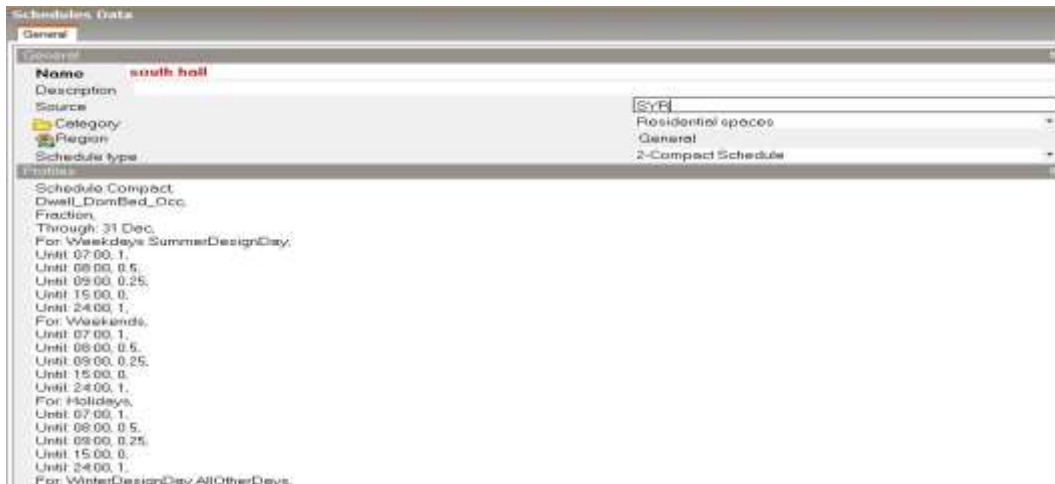 Schedules Data
General
General
Name south hall
Description
Source SYR
Category Residential spaces
Region General
Schedule type 2-Compact Schedule
Profiles
Schedule:Compact,
Dwell_DomBed_Occ,
Fraction,
Through: 31 Dec,
For: Weekdays SummerDesignDay,
Until: 07:00, 1,
Until: 08:00, 0.5,
Until: 09:00, 0.25,
Until: 15:00, 0,
Until: 24:00, 1,
For: Weekends,
Until: 07:00, 1,
Until: 08:00, 0.5,
Until: 09:00, 0.25,
Until: 15:00, 0,
Until: 24:00, 1,
For: Holidays,
Until: 07:00, 1,
Until: 08:00, 0.5,
Until: 09:00, 0.25,
Until: 15:00, 0,
Until: 24:00, 1,
For: WinterDesignDay AllOtherDays,